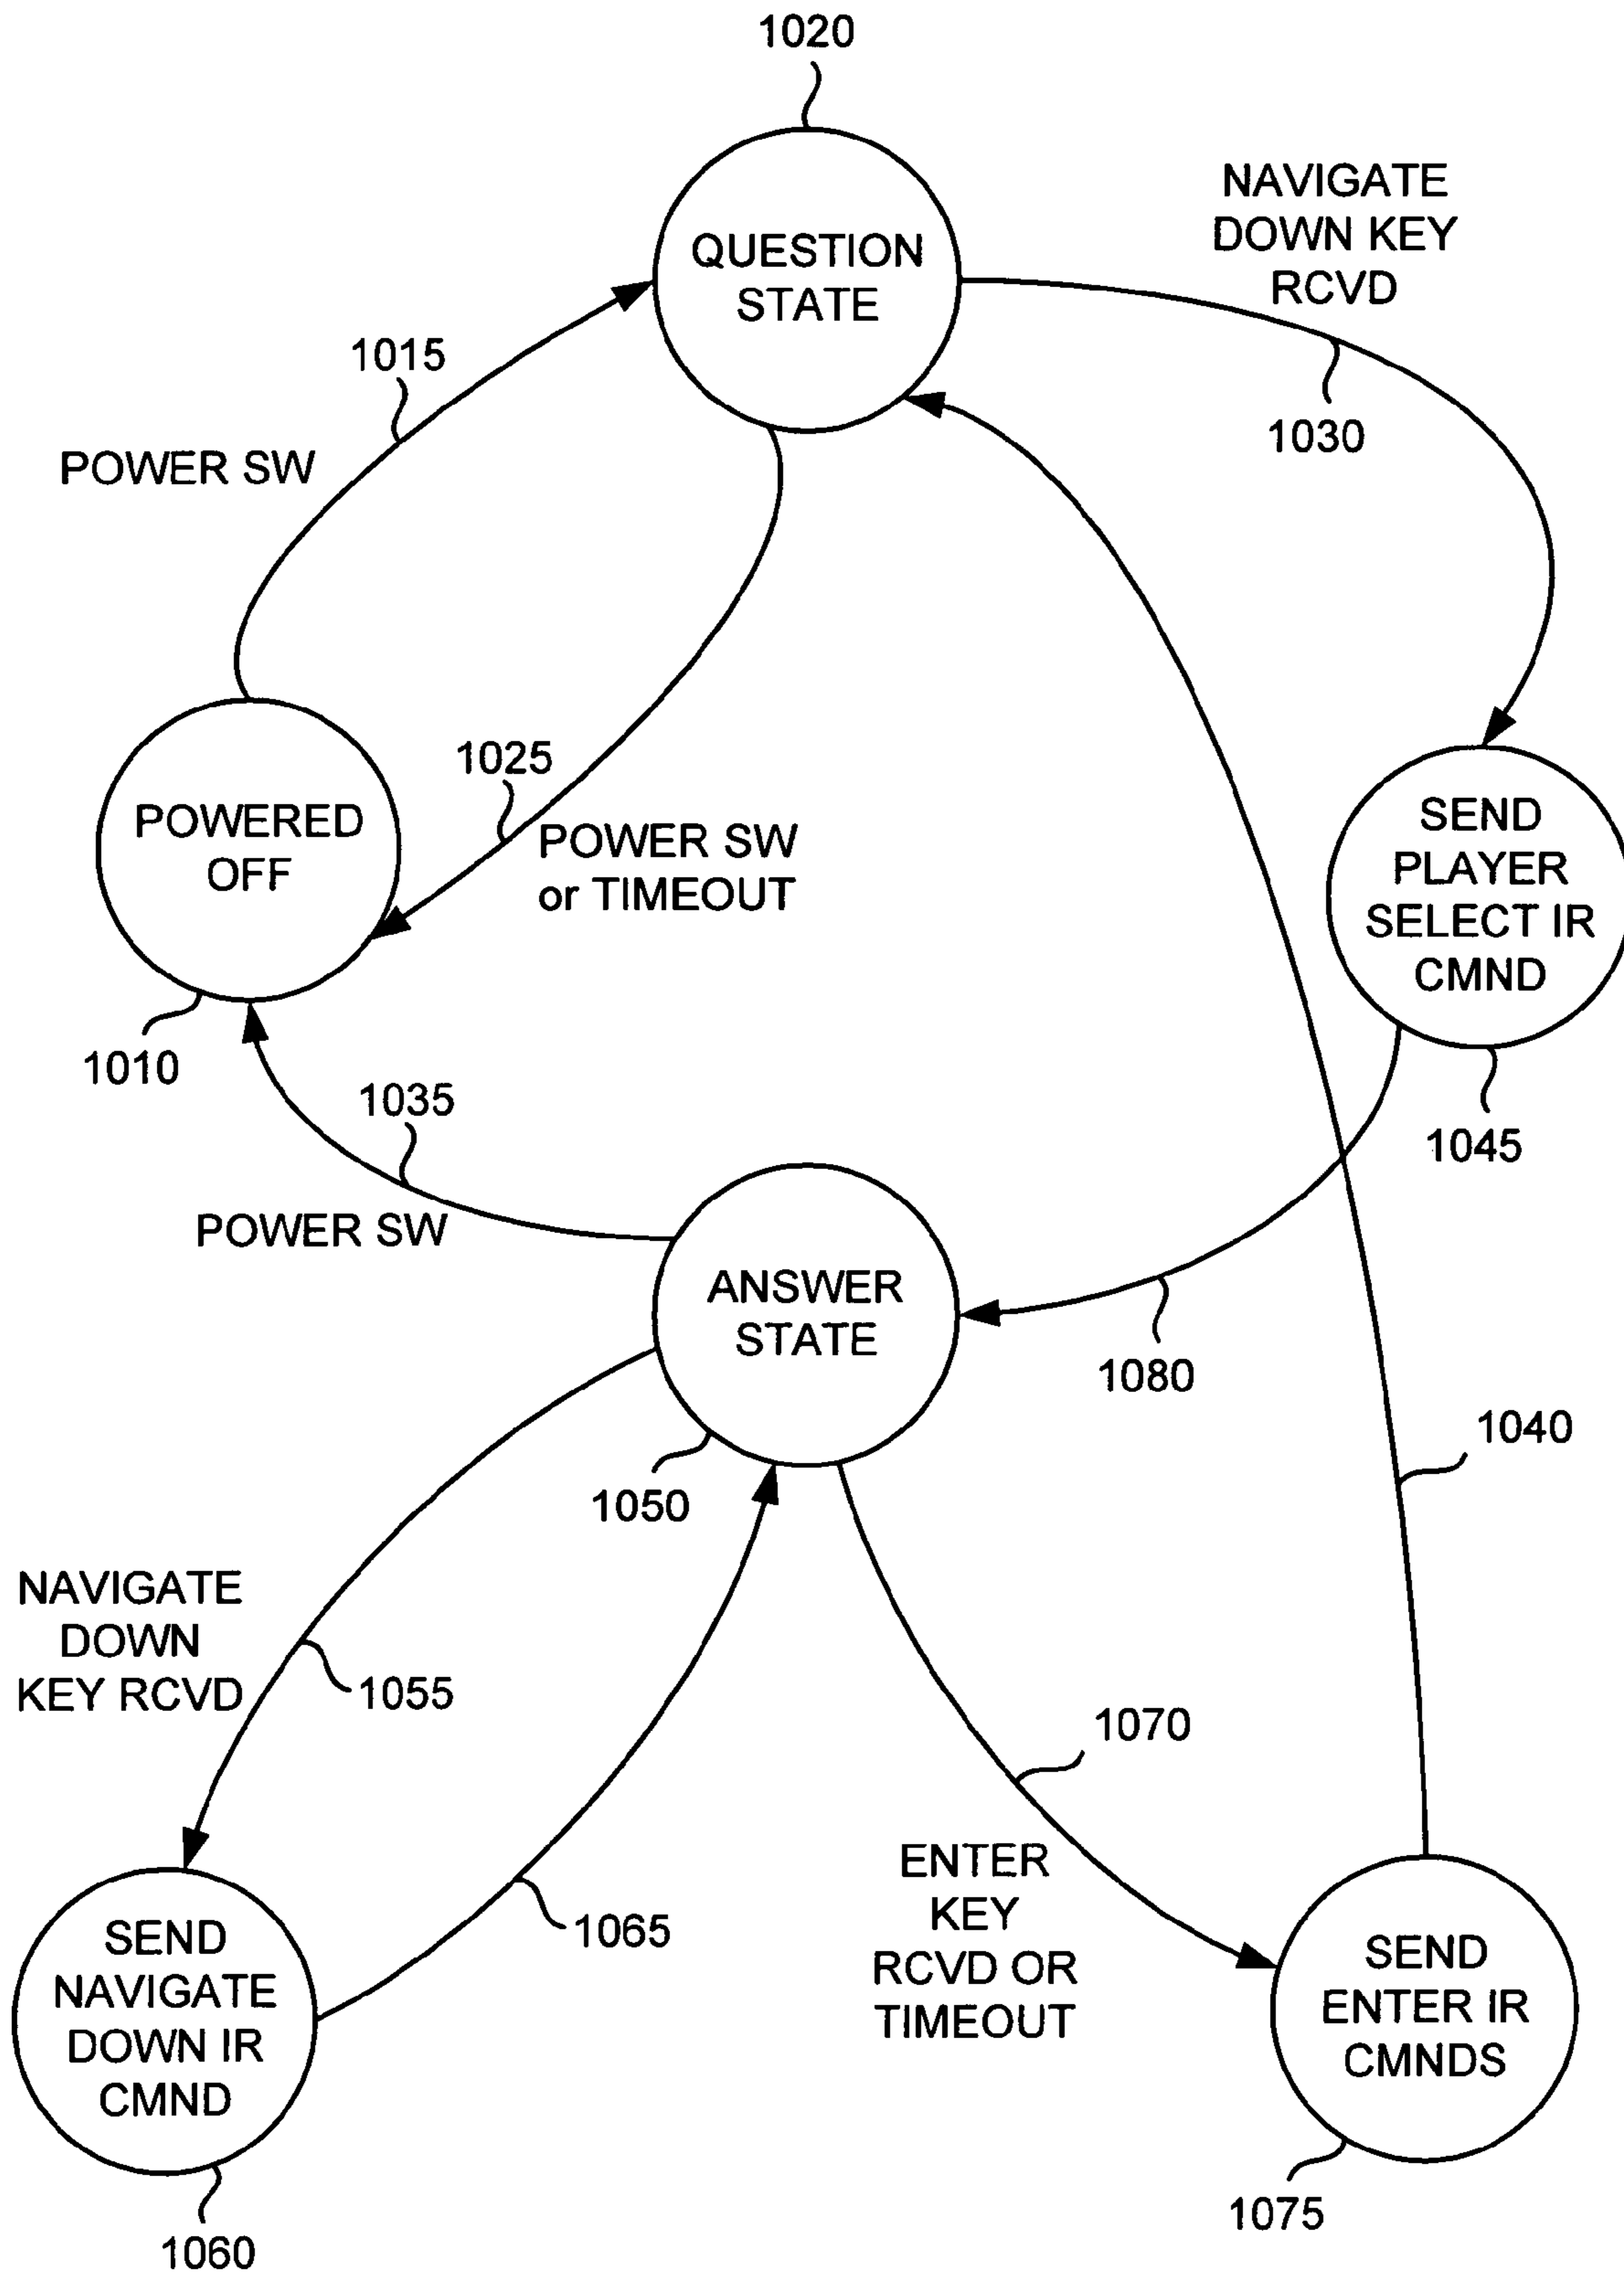 1020
QUESTION
STATE
NAVIGATE
DOWN KEY
RCVD
1030
1015
POWER SW
1025
POWER SW
or TIMEOUT
POWERED
OFF
1010
SEND
PLAYER
SELECT IR
CMND
1045
1035
POWER SW
ANSWER
STATE
1050
1080
1040
NAVIGATE
DOWN
KEY RCVD
1055
1070
ENTER
KEY
RCVD OR
TIMEOUT
1065
SEND
NAVIGATE
DOWN IR
CMND
1060
SEND
ENTER IR
CMNDS
1075